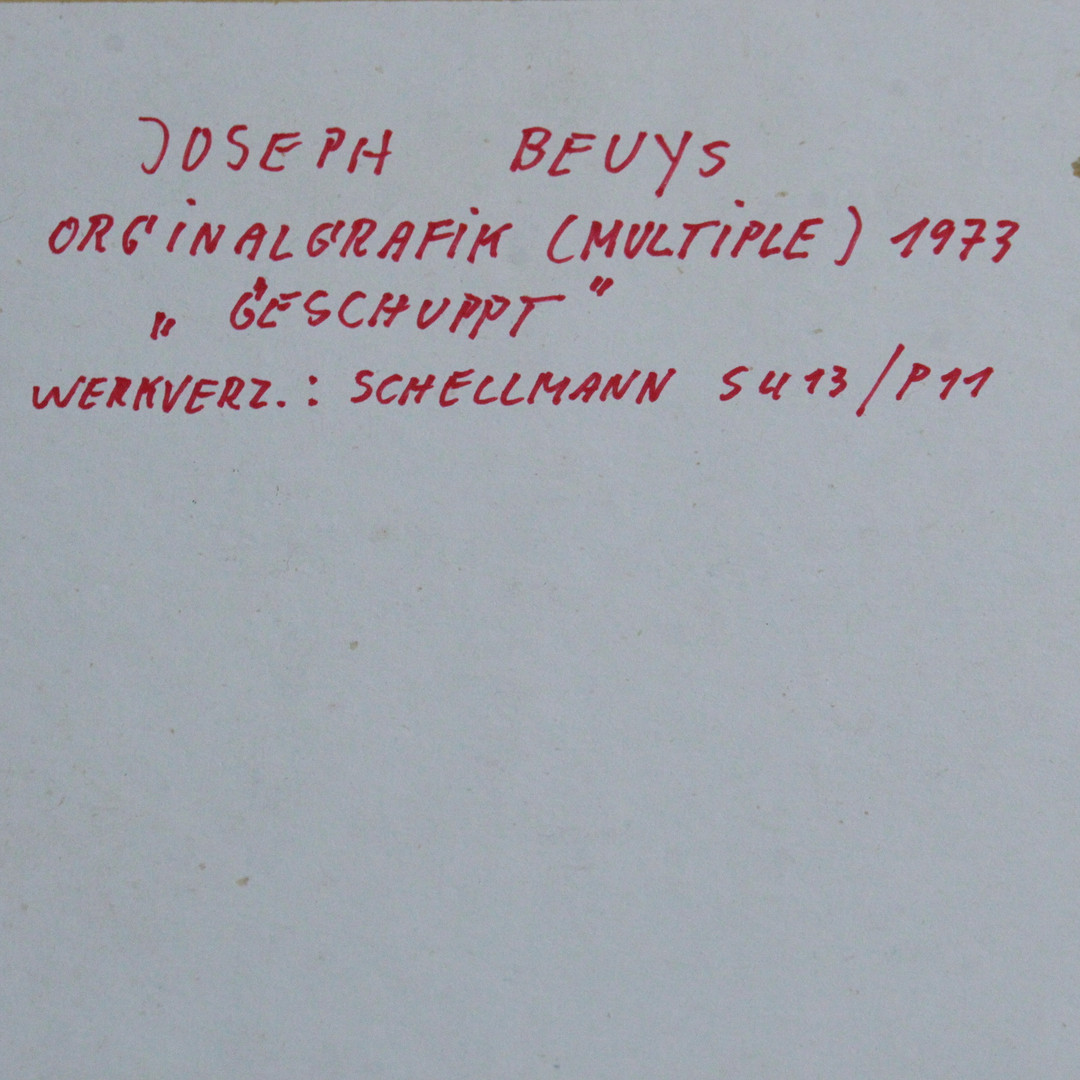 JOSEPH BEUYS
ORGINALGRAFIK (MULTIPLE) 1973
„GESCHUPPT"
WERKVERZ.: SCHELLMANN S413/P11